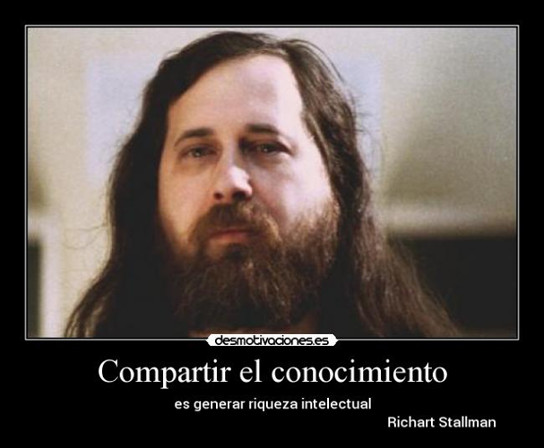 desmotivaciones.es
Compartir el conocimiento
es generar riqueza intelectual
Richart Stallman